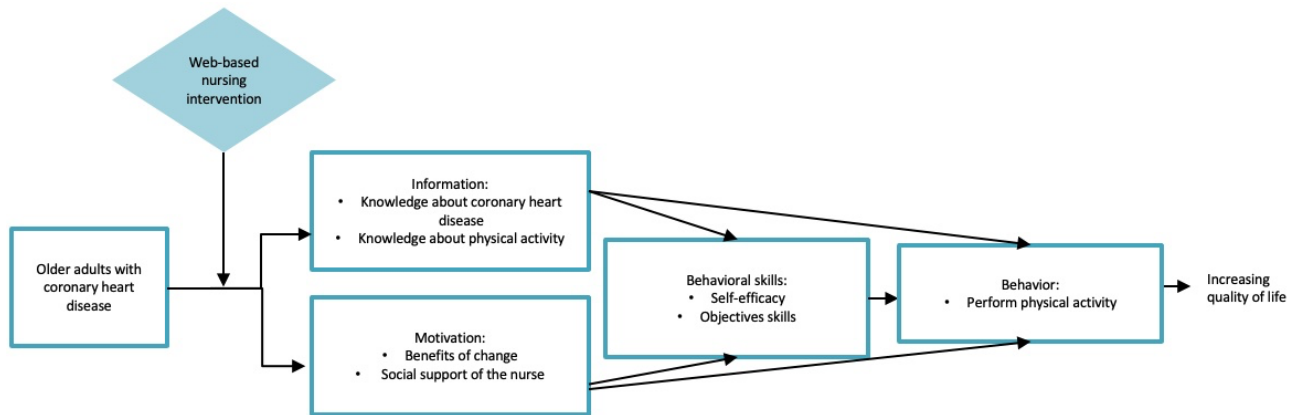 Web-based
nursing
intervention
Information:
• Knowledge about coronary heart
disease
• Knowledge about physical activity
Older adults with
coronary heart
disease
Behavioral skills:
• Self-efficacy
• Objectives skills
Behavior:
• Perform physical activity
Increasing
quality of life
Motivation:
• Benefits of change
• Social support of the nurse